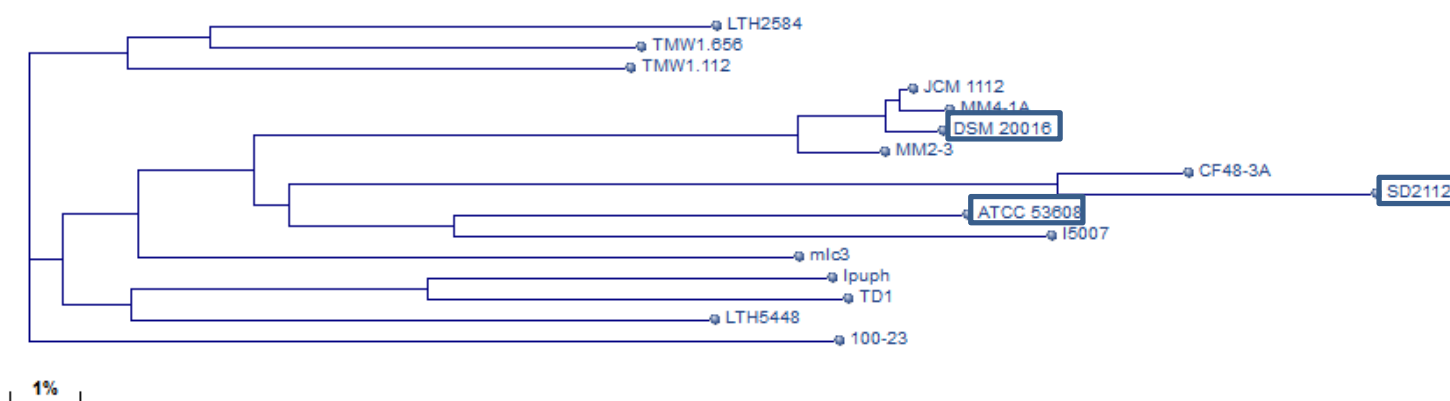 LTH2584
TMW1.656
TMW1.112
JCM 1112
MM4-1A
DSM 20016
MM2-3
CF48-3A
SD2112
ATCC 53608
I5007
mlc3
lpuph
TD1
LTH5448
100-23
1%